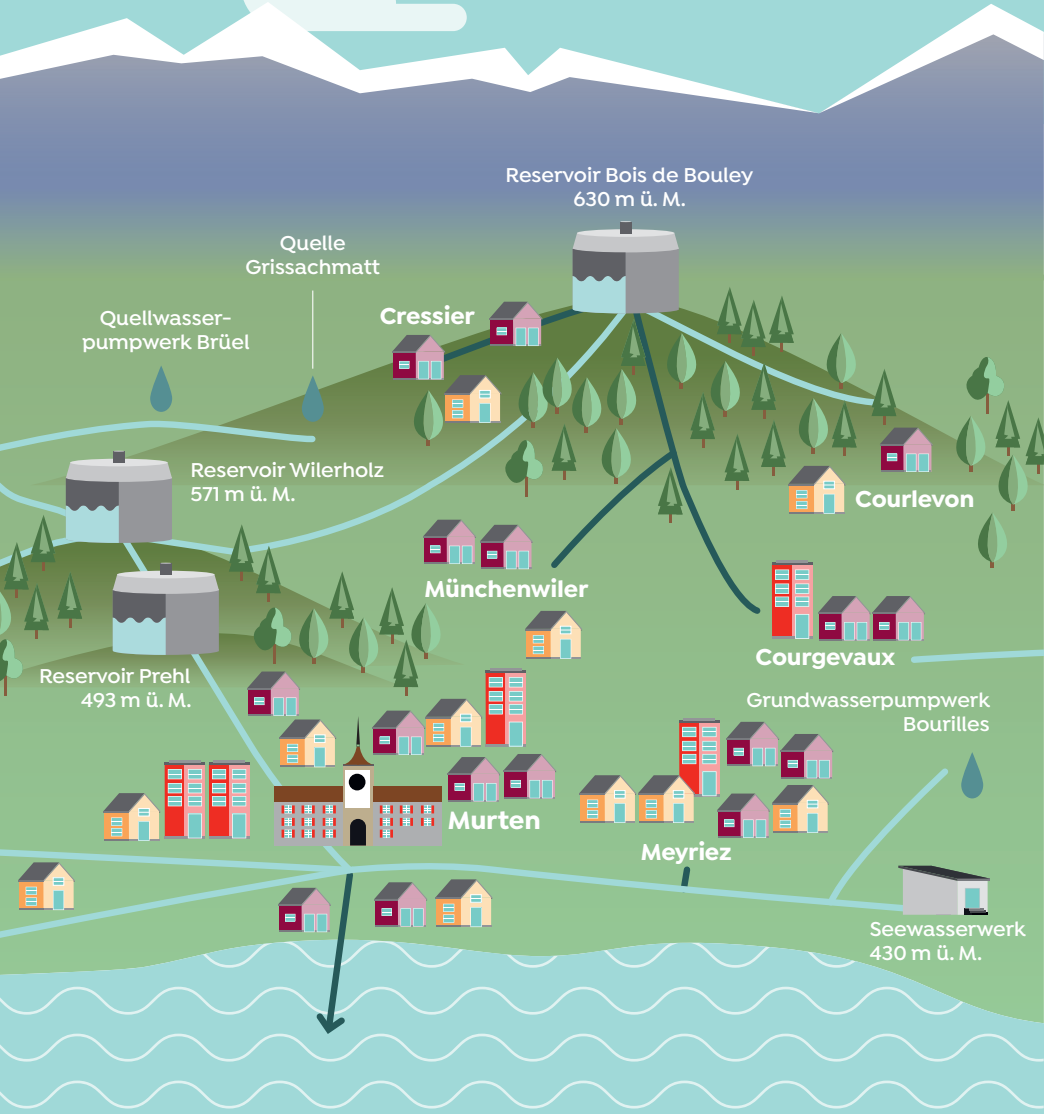 Reservoir Bois de Bouley
630 m ü. M.
Quelle
Grissachmatt
Cressier
Quellwasser-
pumpwerk Brüel
Reservoir Wilerholz
571 m ü. M.
Courlevon
Münchenwiler
Courgevaux
Reservoir Prehl
493 m ü. M.
Grundwasserpumpwerk
Bourilles
Murten
Meyriez
Seewasserwerk
430 m ü. M.